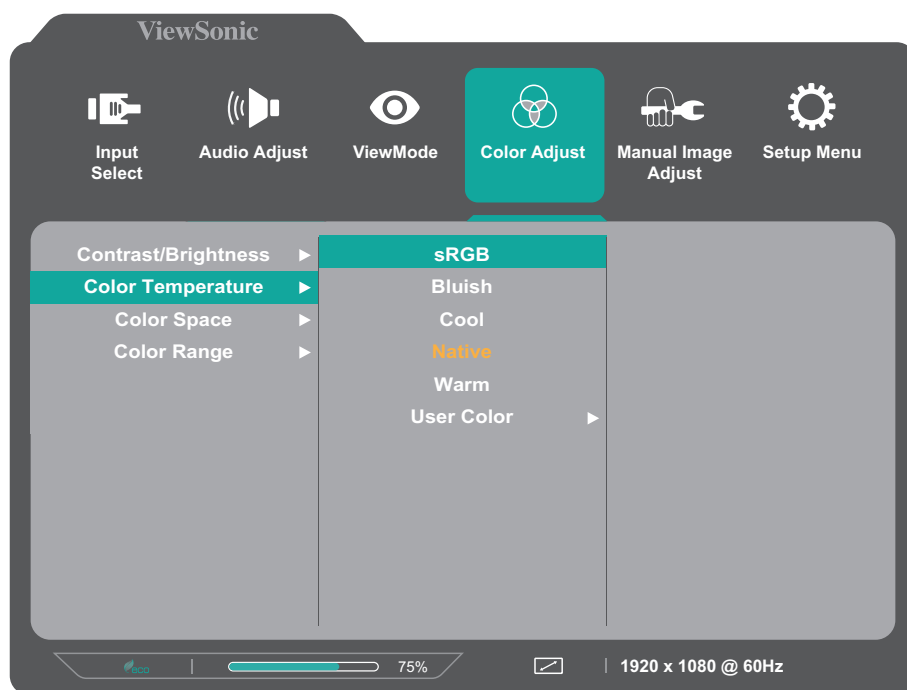 ViewSonic
Input Select
Audio Adjust
ViewMode
Color Adjust
Manual Image Adjust
Setup Menu
Contrast/Brightness
Color Temperature
Color Space
Color Range
sRGB
Bluish
Cool
Native
Warm
User Color
eco
75%
1920 x 1080 @ 60Hz